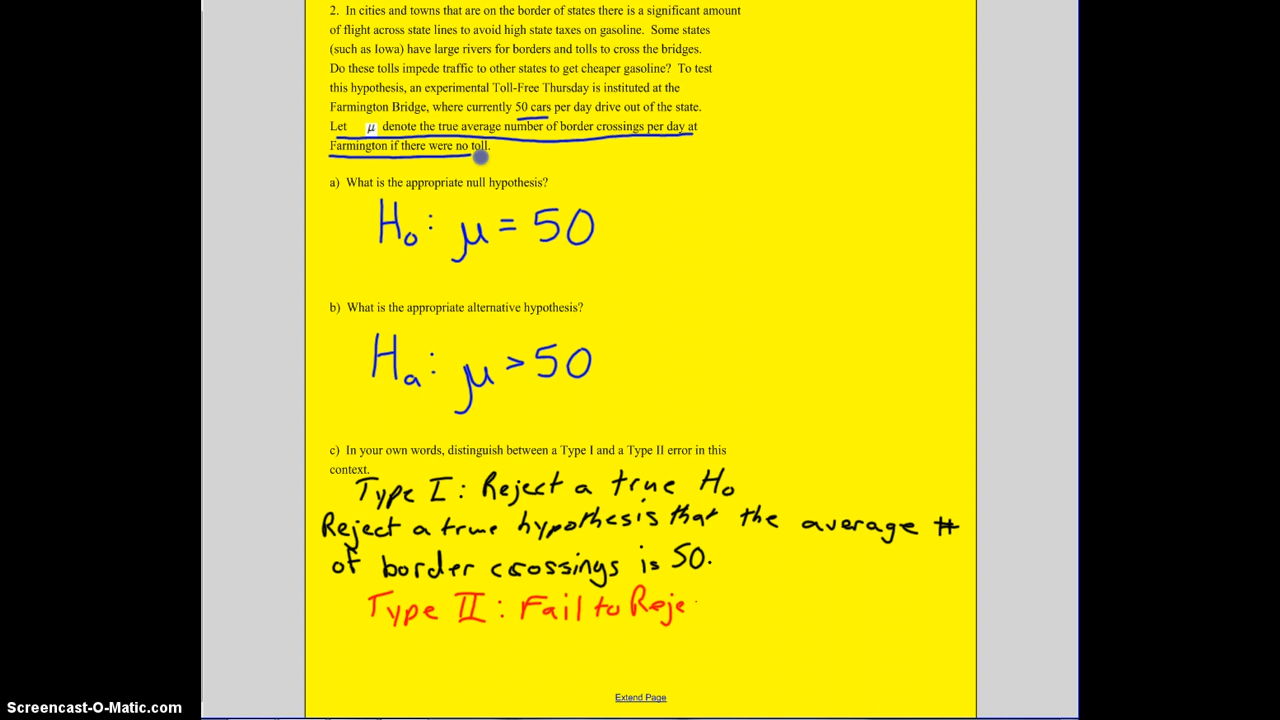 2. In cities and towns that are on the border of states there is a significant amount
of flight across state lines to avoid high state taxes on gasoline. Some states
(such as Iowa) have large rivers for borders and tolls to cross the bridges.
Do these tolls impede traffic to other states to get cheaper gasoline? To test
this hypothesis, an experimental Toll-Free Thursday is instituted at the
Farmington Bridge, where currently 50 cars per day drive out of the state.
Let μ denote the true average number of border crossings per day at
Farmington if there were no toll.
a) What is the appropriate null hypothesis?
Ho: μ = 50
b) What is the appropriate alternative hypothesis?
Ha: μ > 50
c) In your own words, distinguish between a Type I and a Type II error in this
context.
Type I: Reject a true Ho
Reject a true hypothesis that the average #
of border crossings is 50.
Type II: Fail to Reje
Extend Page
Screencast-O-Matic.com